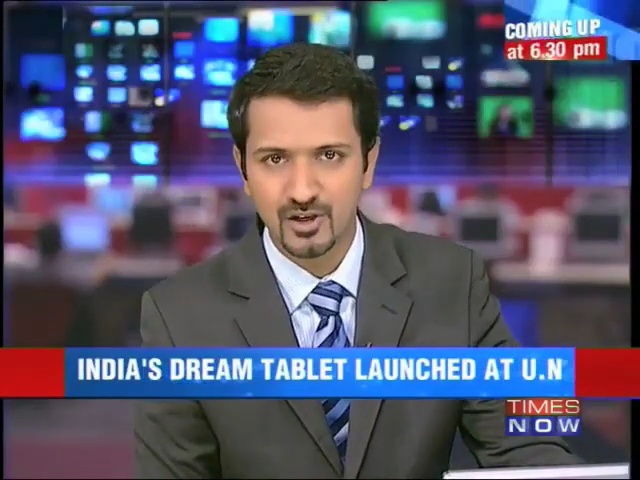 COMING UP
at 6.30 pm
INDIA'S DREAM TABLET LAUNCHED AT U.N
TIMES
NOW